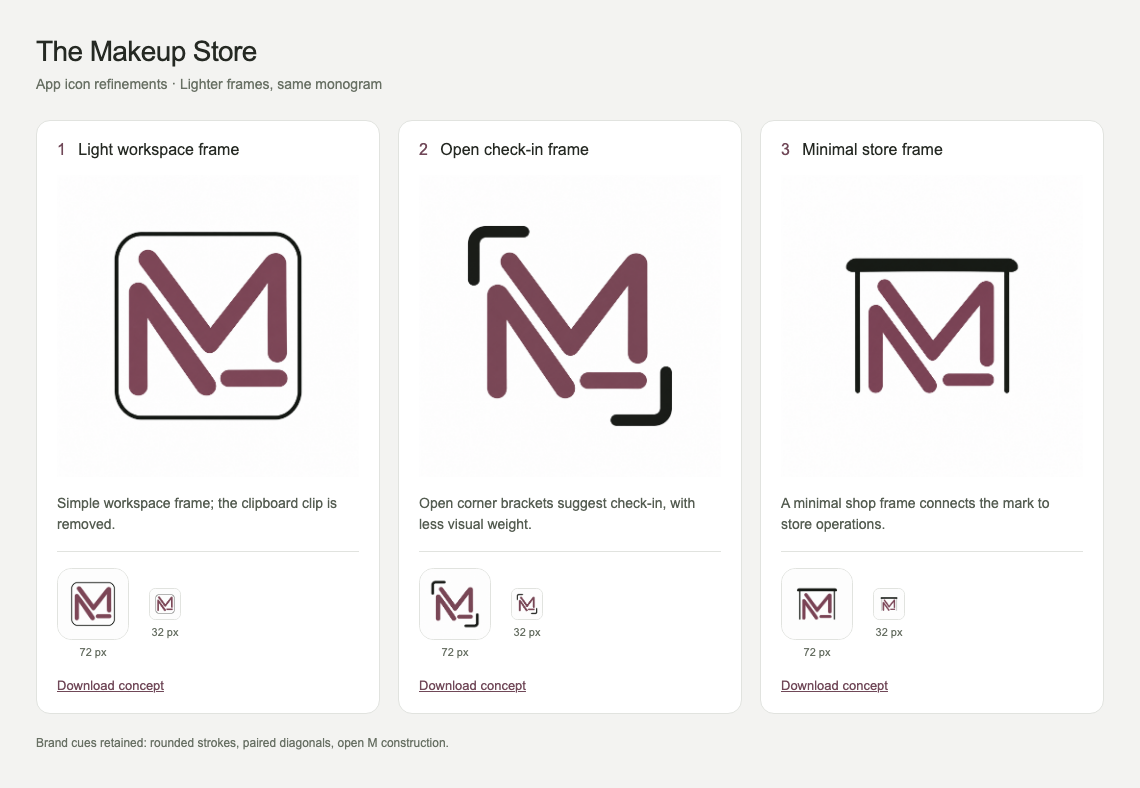 The Makeup Store
App icon refinements · Lighter frames, same monogram
1 Light workspace frame
Simple workspace frame; the clipboard clip is
removed.
72 px
32 px
Download concept
2 Open check-in frame
Open corner brackets suggest check-in, with
less visual weight.
72 px
32 px
Download concept
3 Minimal store frame
A minimal shop frame connects the mark to
store operations.
72 px
32 px
Download concept
Brand cues retained: rounded strokes, paired diagonals, open M construction.